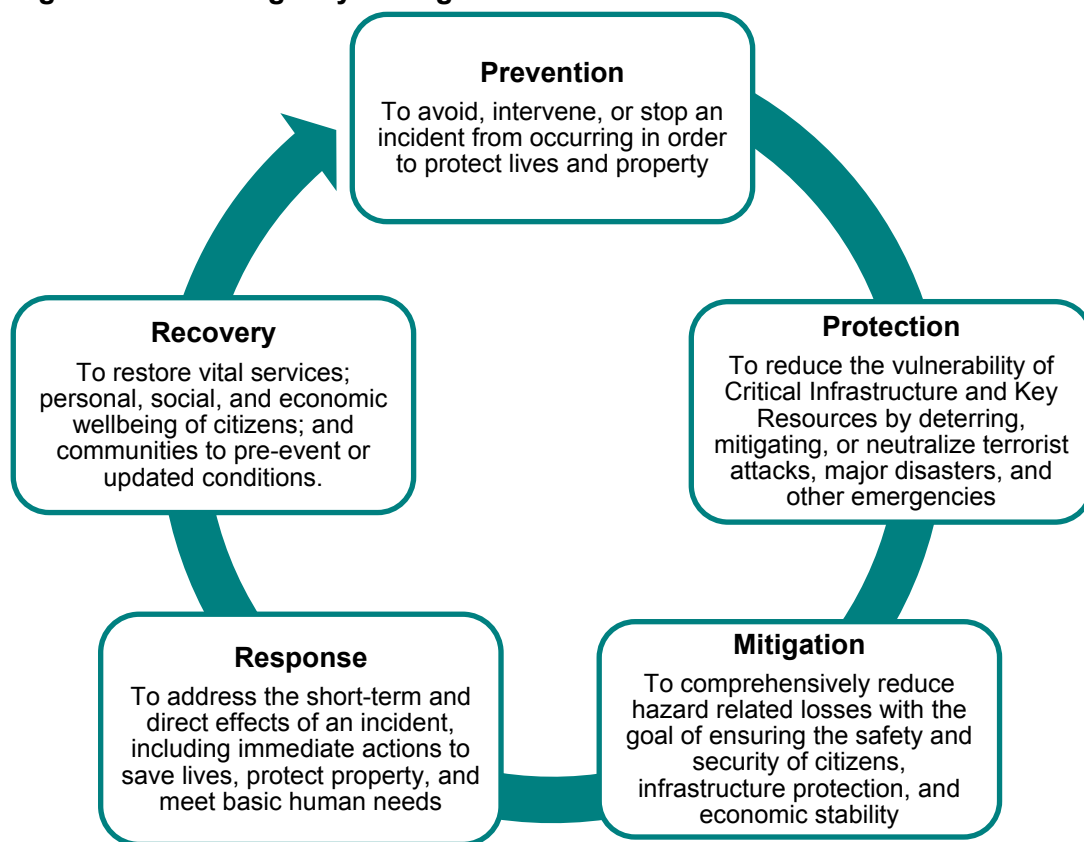 Prevention
To avoid, intervene, or stop an
incident from occurring in order
to protect lives and property
Protection
To reduce the vulnerability of
Critical Infrastructure and Key
Resources by deterring,
mitigating, or neutralize terrorist
attacks, major disasters, and
other emergencies
Mitigation
To comprehensively reduce
hazard related losses with the
goal of ensuring the safety and
security of citizens,
infrastructure protection, and
economic stability
Response
To address the short-term and
direct effects of an incident,
including immediate actions to
save lives, protect property, and
meet basic human needs
Recovery
To restore vital services;
personal, social, and economic
wellbeing of citizens; and
communities to pre-event or
updated conditions.